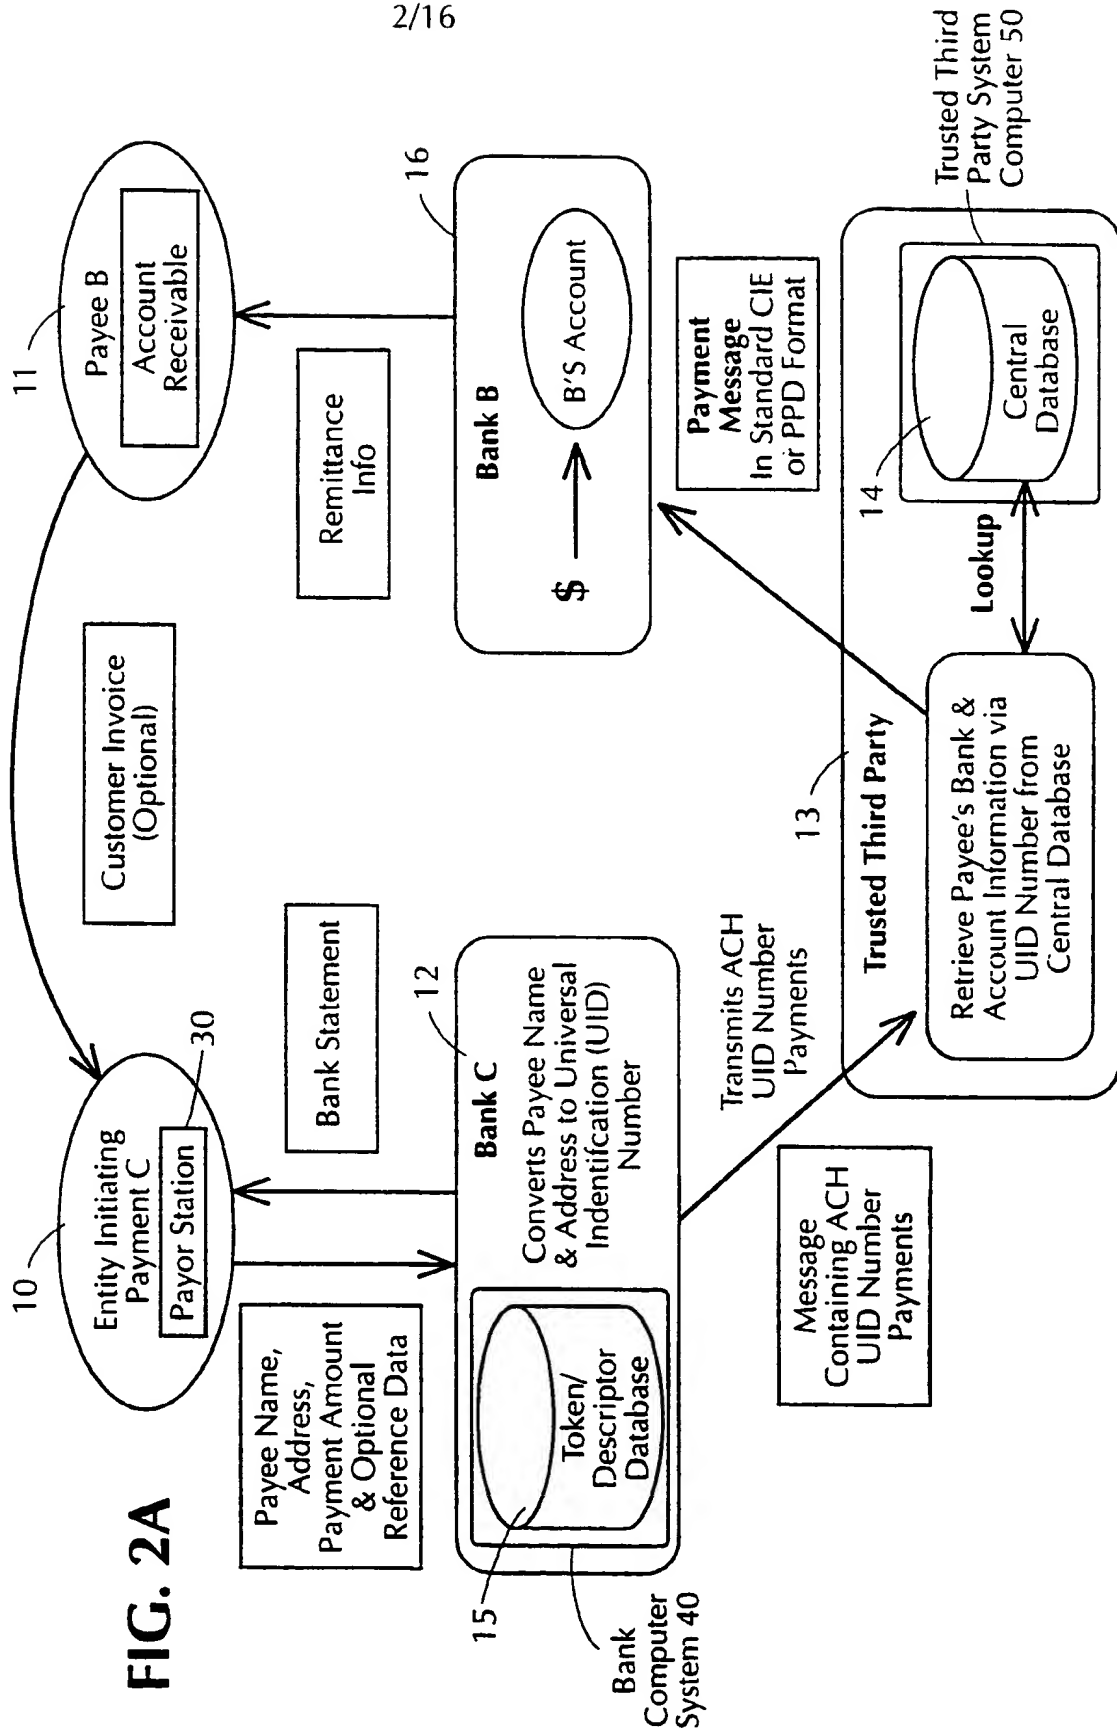 2/16
FIG. 2A
10
Entity Initiating
Payment C
Payor Station
30
11
Payee B
Account
Receivable
Customer Invoice
(Optional)
Payee Name,
Address,
Payment Amount
& Optional
Reference Data
Bank Statement
Remittance
Info
15
Token/
Descriptor
Database
Bank
Computer
System 40
12
Bank C
Converts Payee Name
& Address to Universal
Indentifcation (UID)
Number
16
Bank B
$
B'S Account
Message
Containing ACH
UID Number
Payments
Transmits ACH
UID Number
Payments
Payment
Message
In Standard CIE
or PPD Format
13
Trusted Third Party
Retrieve Payee's Bank &
Account Information via
UID Number from
Central Database
Lookup
14
Central
Database
Trusted Third
Party System
Computer 50